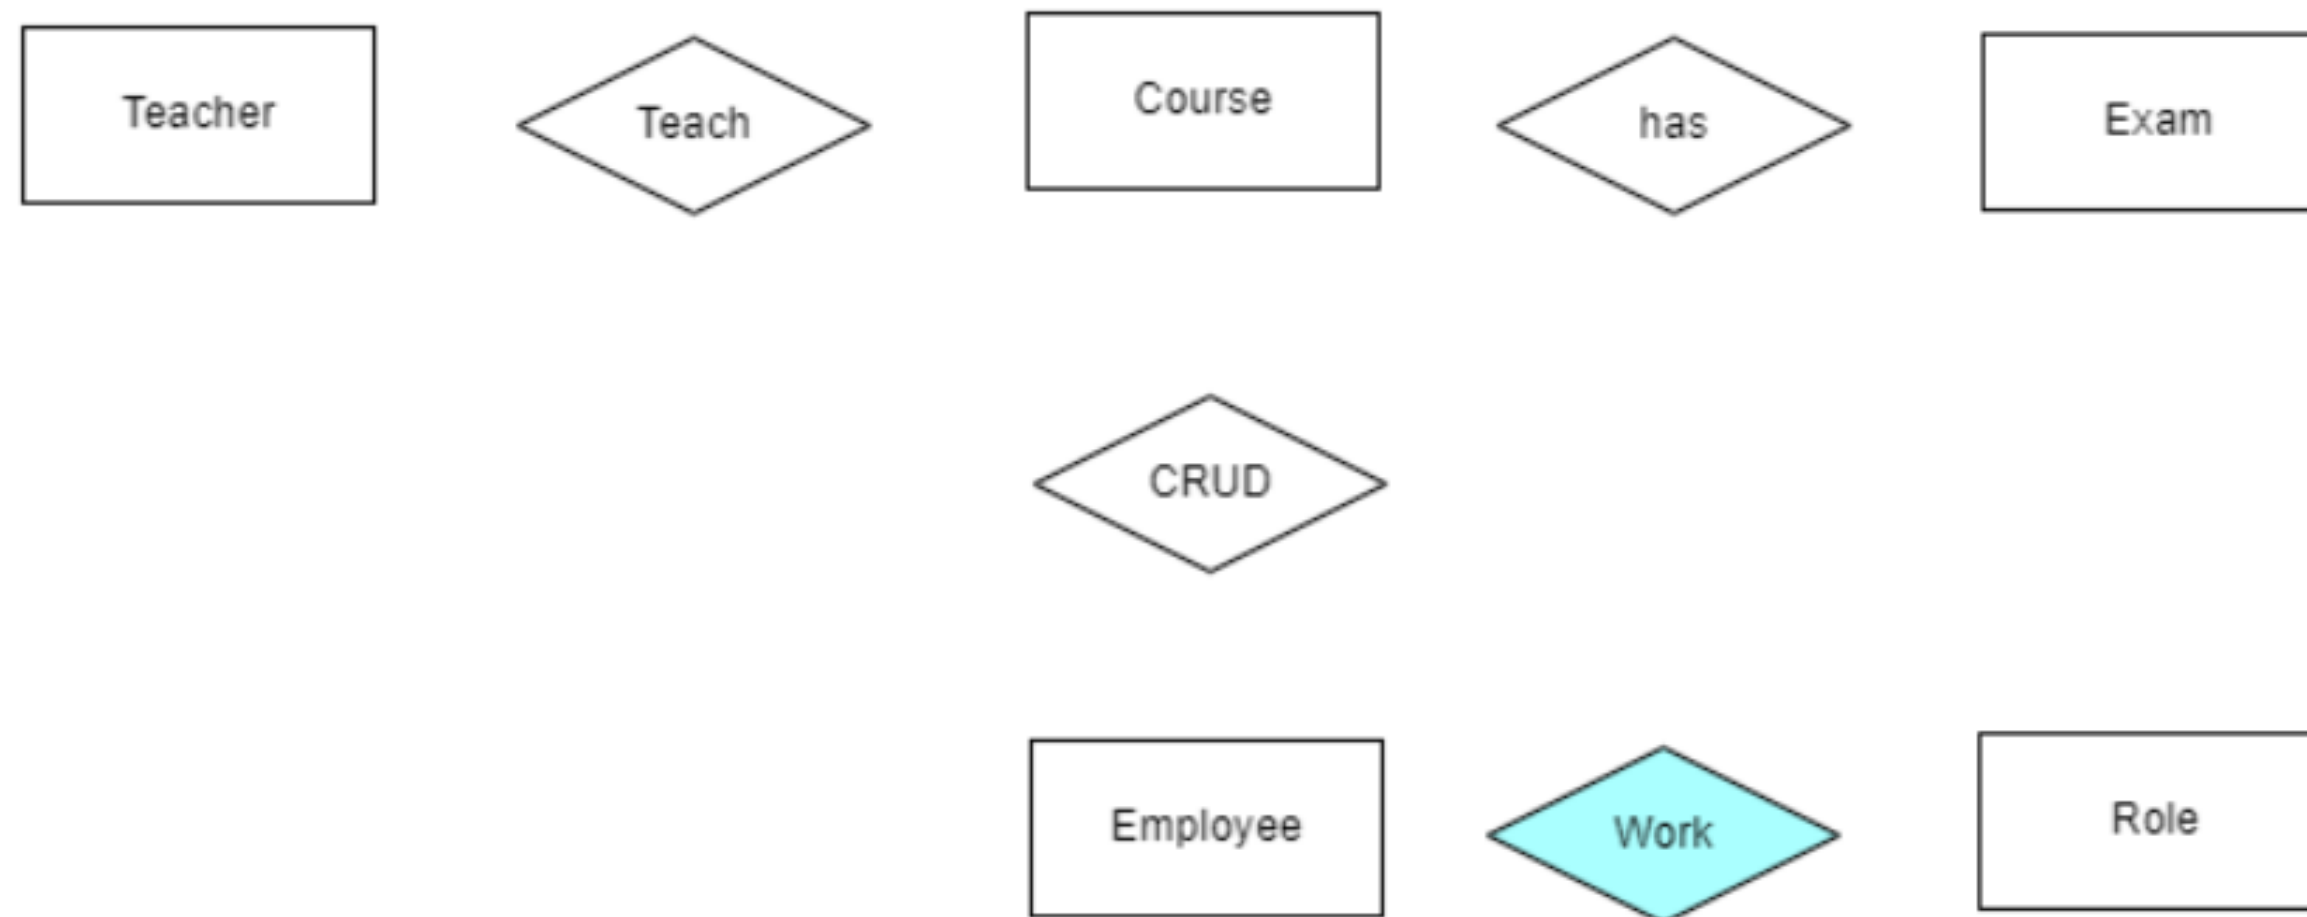 Teacher
Teach
Course
has
Exam
CRUD
Employee
Work
Role